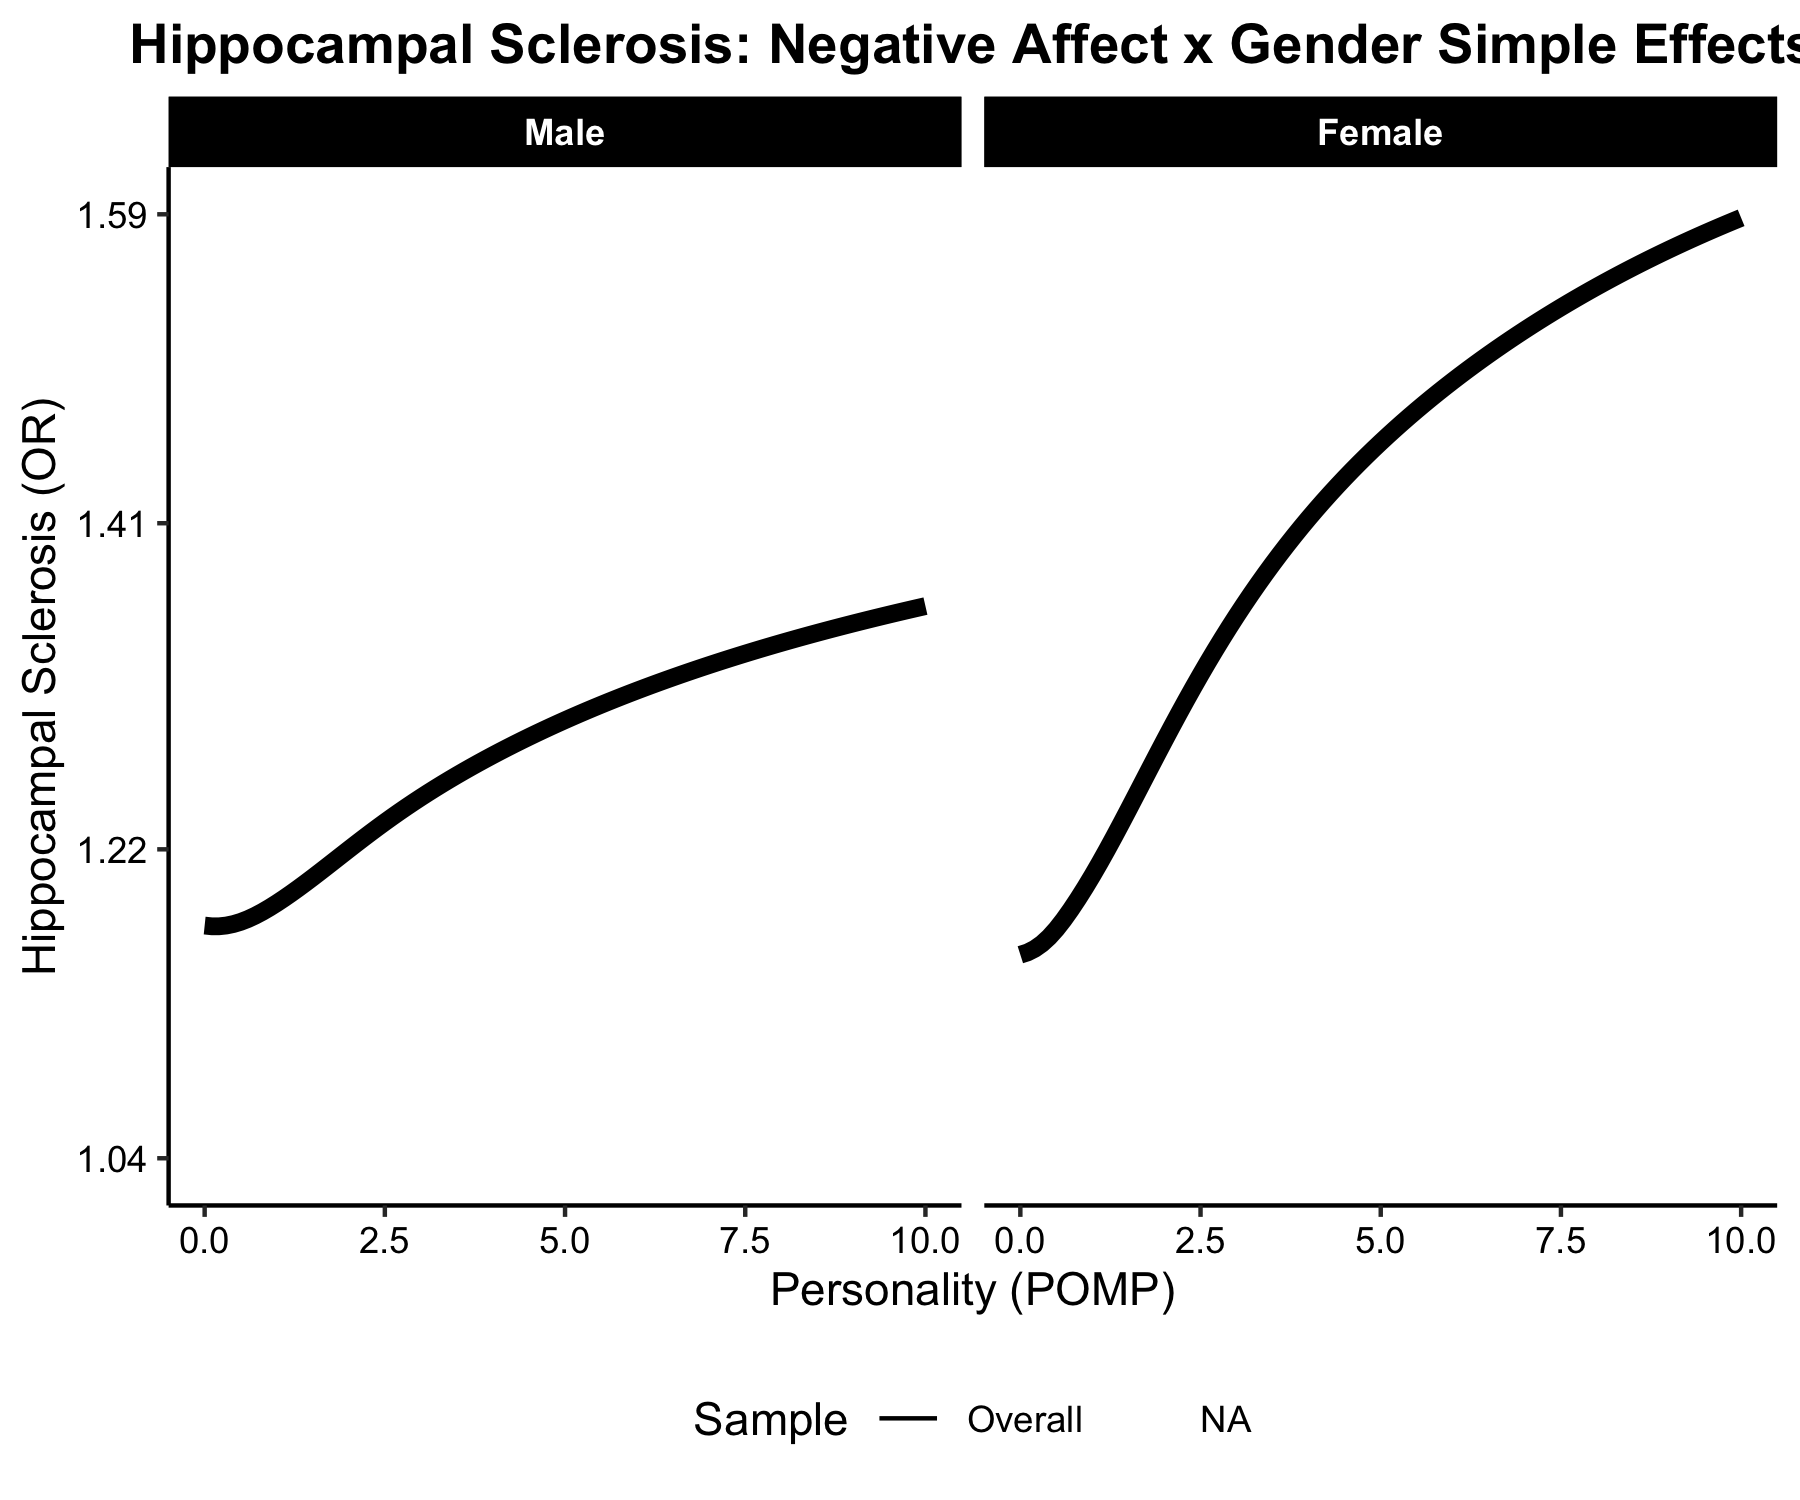 Hippocampal Sclerosis: Negative Affect x Gender Simple Effects
Male Female
Hippocampal Sclerosis (OR)
1.59
1.41
1.22
1.04
0.0 2.5 5.0 7.5 10.0 0.0 2.5 5.0 7.5 10.0
Personality (POMP)
Sample Overall NA